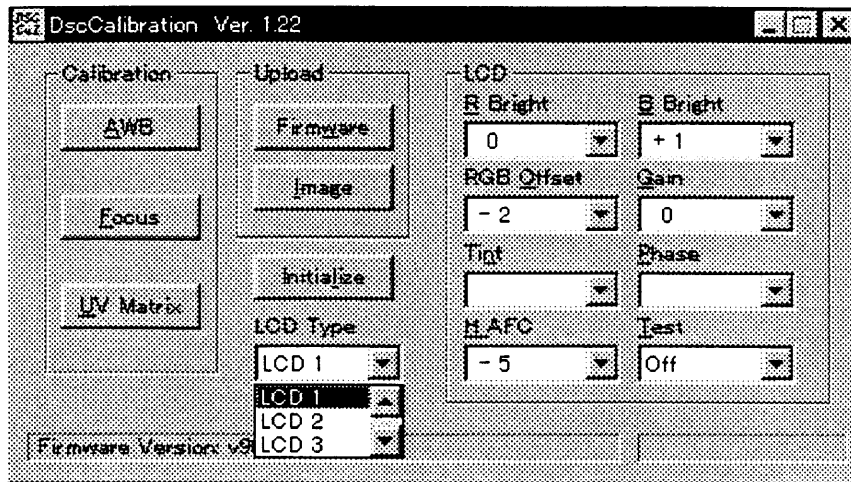 DSC CAL DscCalibration Ver. 1.22
Calibration
AWB
Focus
UV Matrix
Upload
Firmware
Image
Initialize
LCD Type
LCD 1
LCD 1
LCD 2
LCD 3
LCD
R Bright
0
B Bright
+ 1
RGB Offset
- 2
Gain
0
Tint
Phase
H AFC
- 5
Test
Off
Firmware Version: